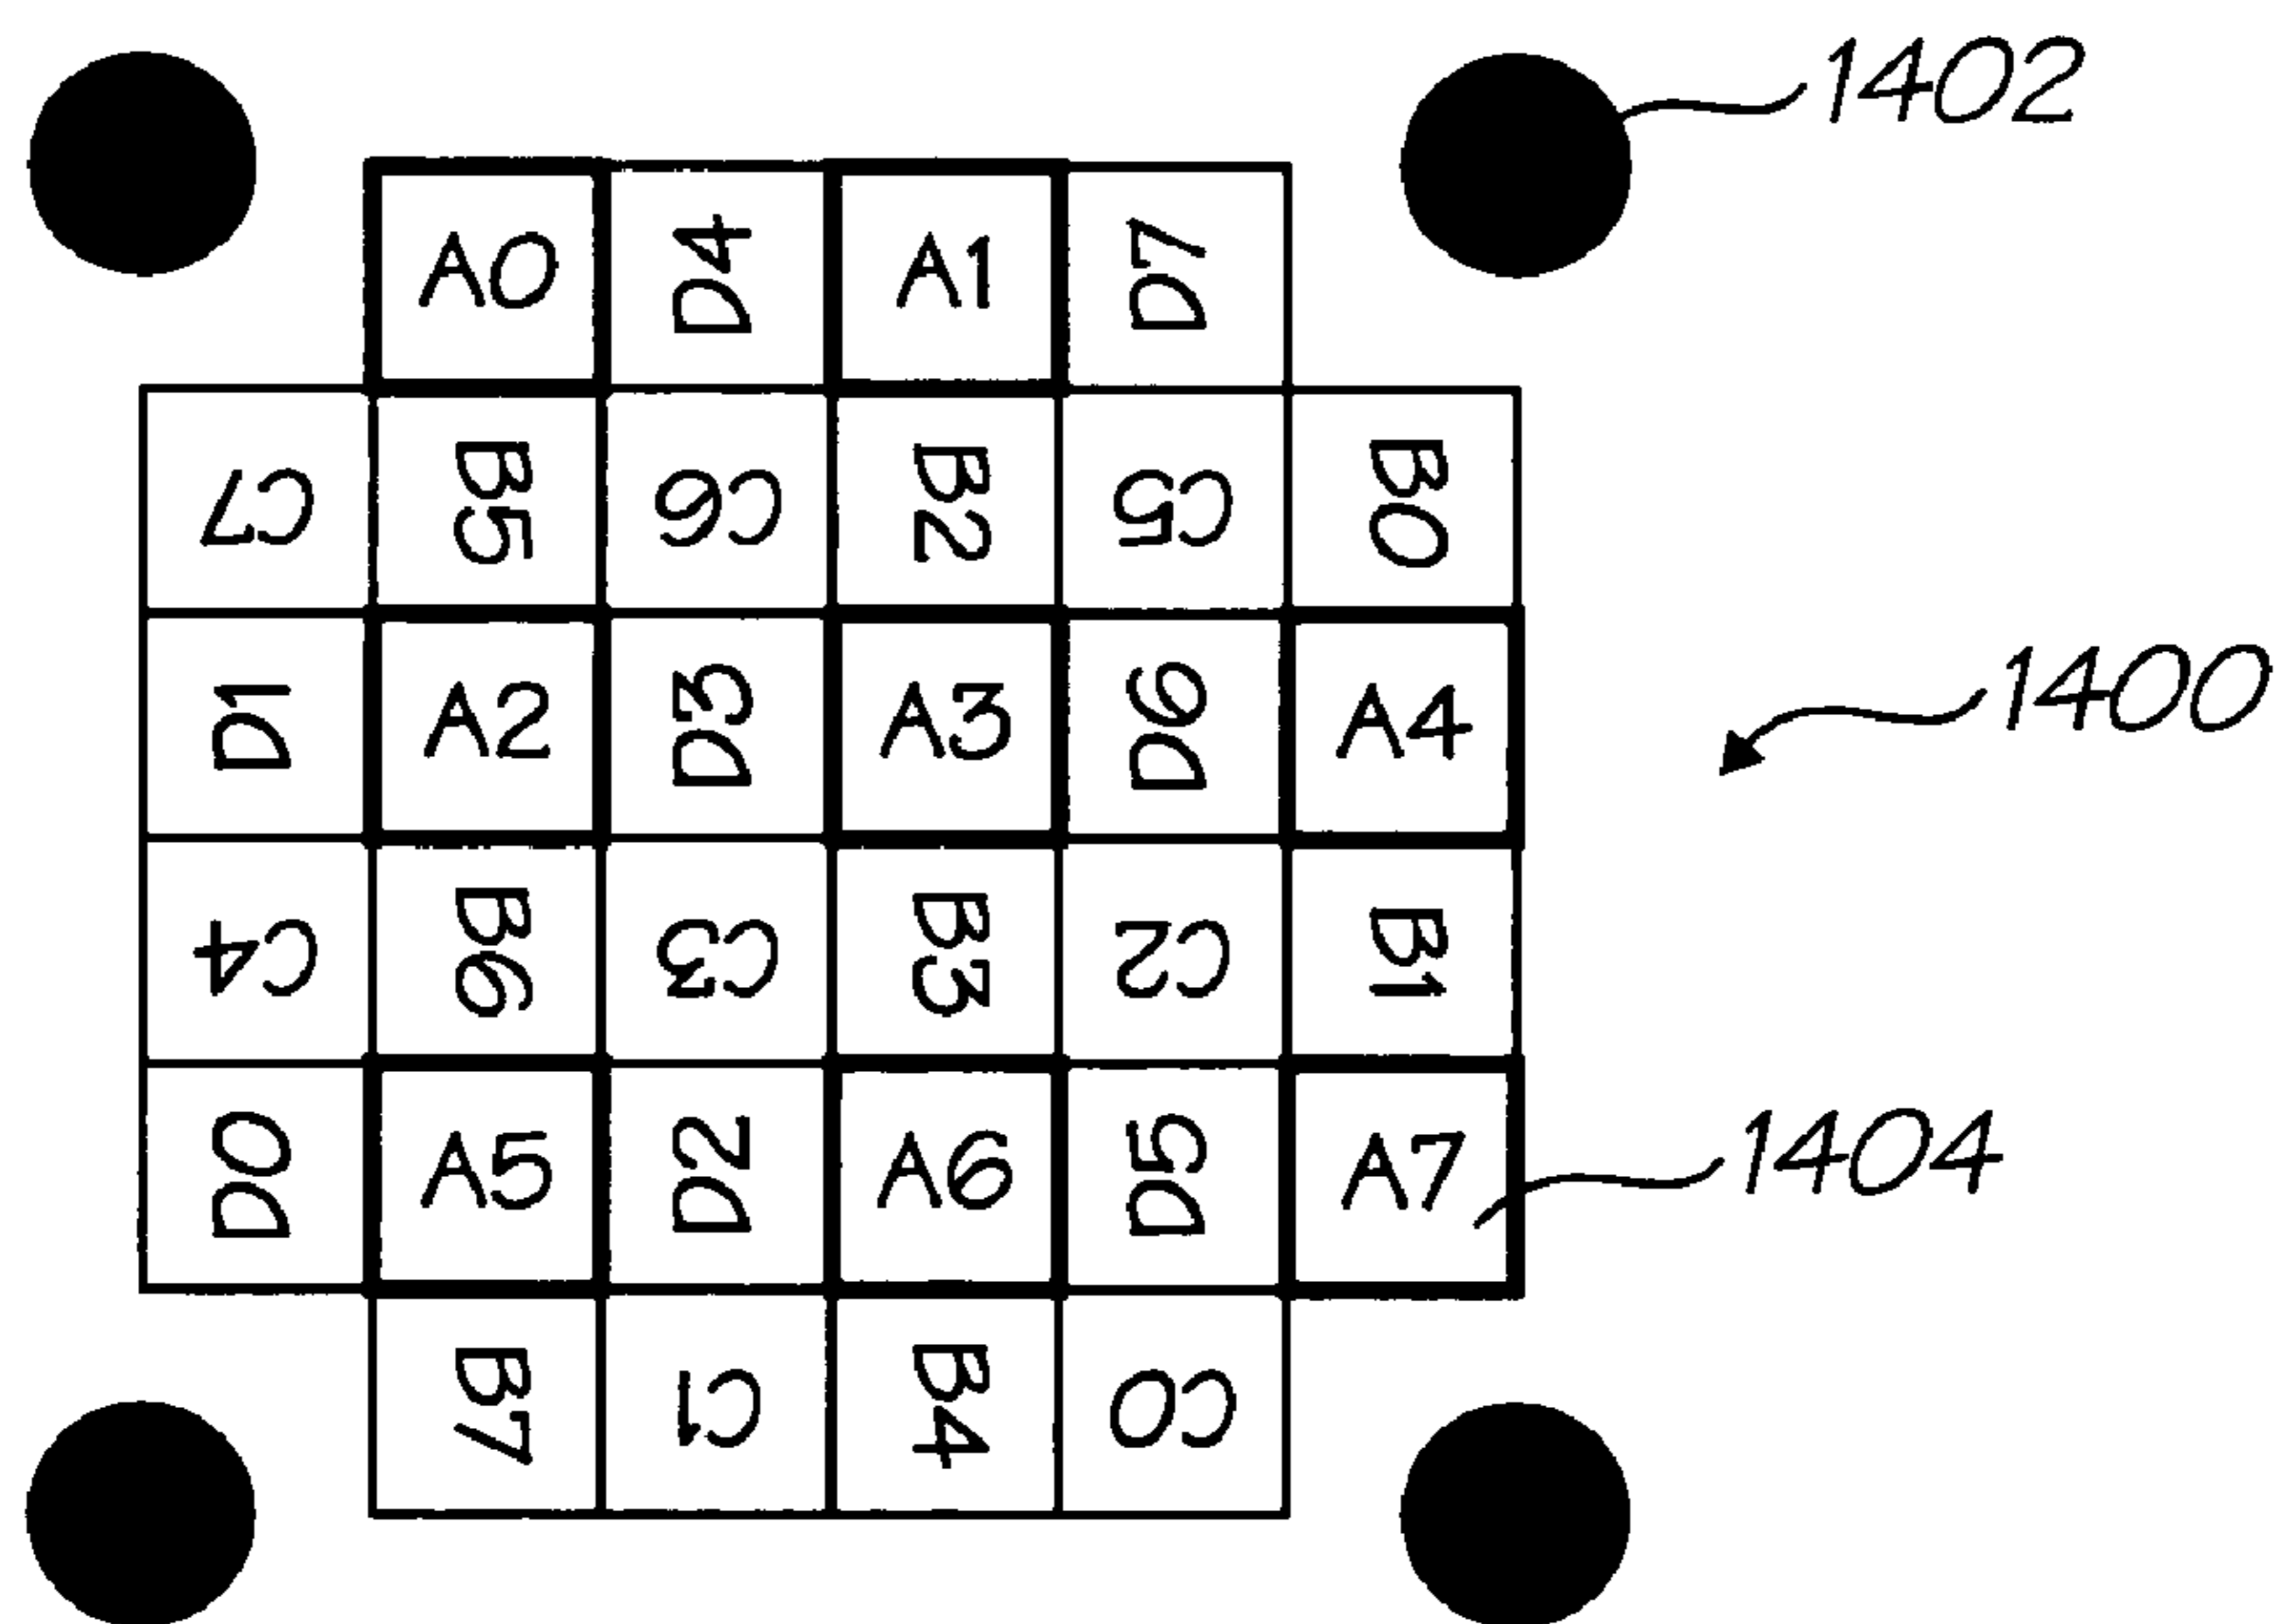 1402
A0 D4 A1 D7
C7 B5 C6 B2 C5 B0
D1 A2 D3 A3 D6 A4
1400
C4 B6 C3 B3 C2 B1
D0 A5 D2 A6 D5 A7
1404
B7 C1 B4 C0